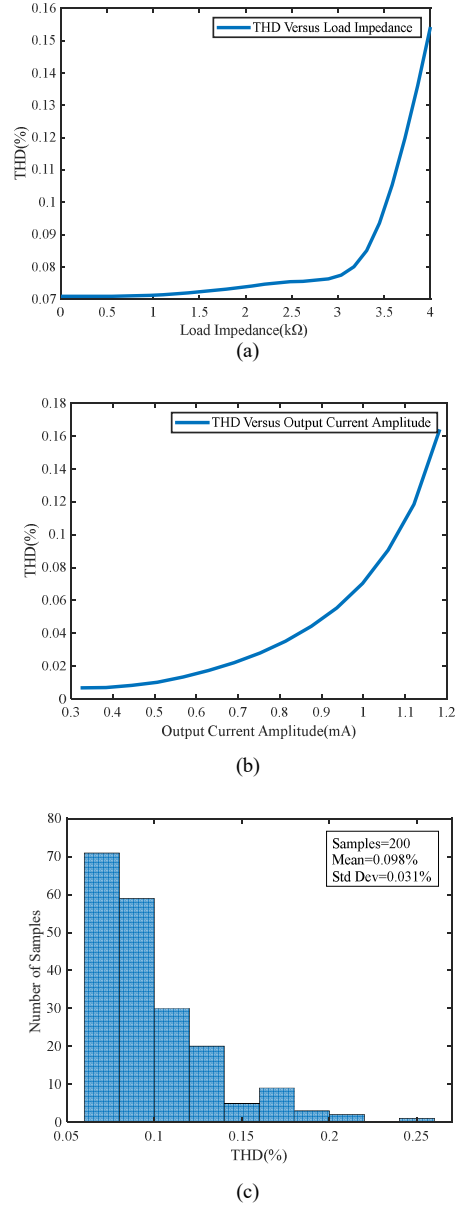 0.16
0.15
0.14
0.13
0.12
0.11
0.1
0.09
0.08
0.07
THD(%)
THD Versus Load Impedance
0 0.5 1 1.5 2 2.5 3 3.5 4
Load Impedance(kΩ)
(a)
0.18
0.16
0.14
0.12
0.1
0.08
0.06
0.04
0.02
0
THD(%)
THD Versus Output Current Amplitude
0.3 0.4 0.5 0.6 0.7 0.8 0.9 1 1.1 1.2
Output Current Amplitude(mA)
(b)
80
70
60
50
40
30
20
10
0
Number of Samples
Samples=200
Mean=0.098%
Std Dev=0.031%
0.05 0.1 0.15 0.2 0.25
THD(%)
(c)